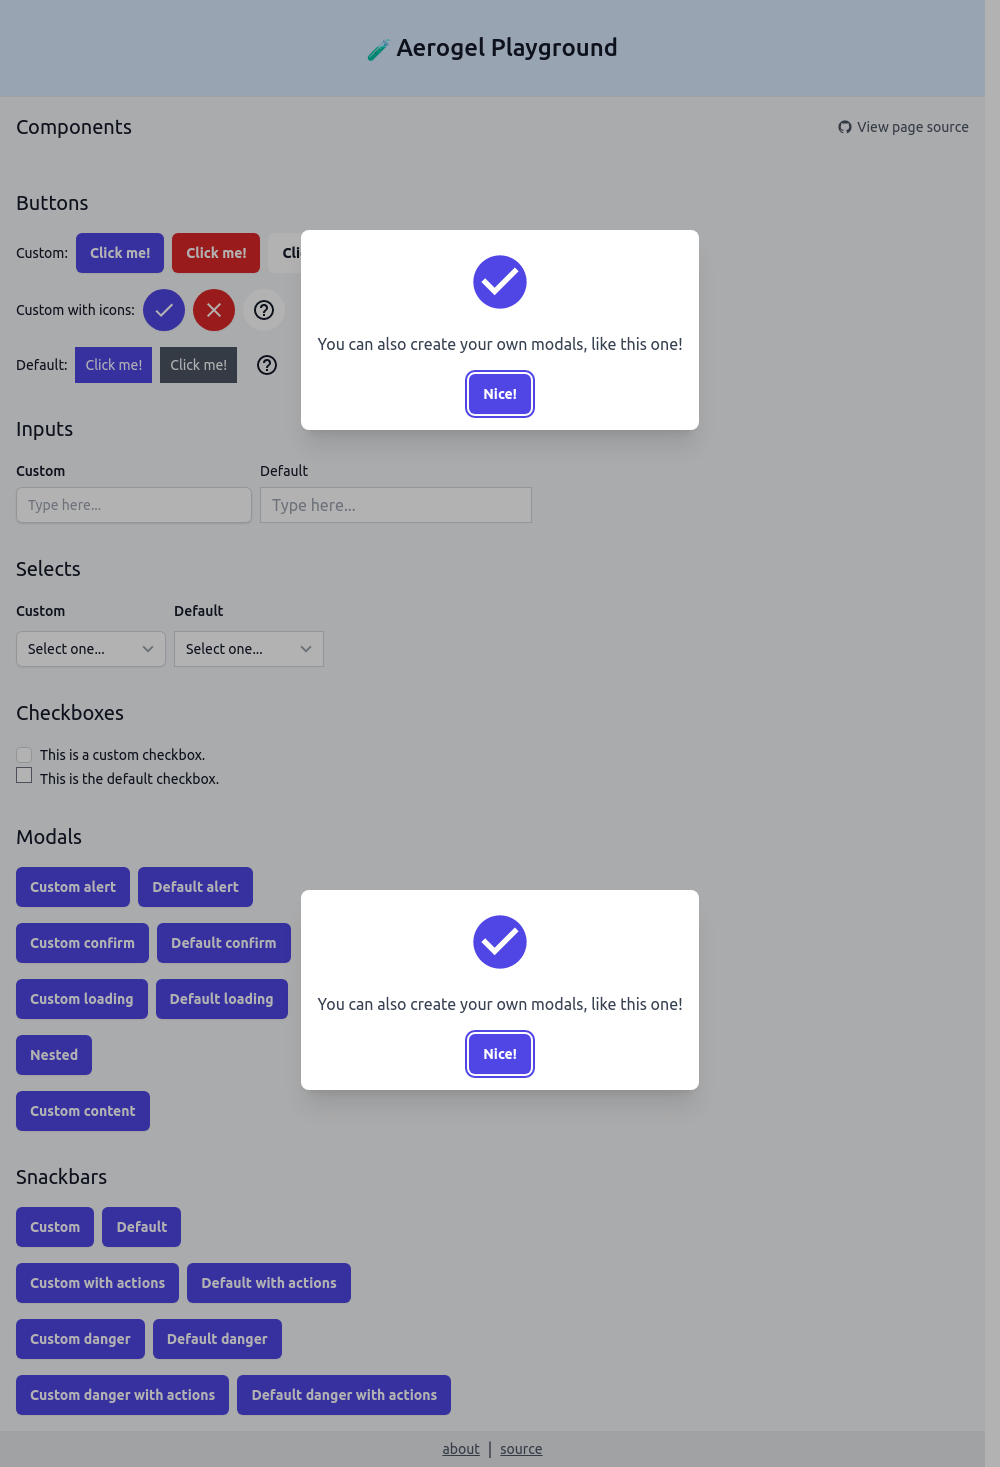 Aerogel Playground
Components
View page source
Buttons
Custom: Click me! Click me! Cli
Custom with icons:
Default: Click me! Click me!
You can also create your own modals, like this one!
Nice!
Inputs
Custom Default
Type here... Type here...
Selects
Custom Default
Select one... Select one...
Checkboxes
This is a custom checkbox.
This is the default checkbox.
Modals
Custom alert Default alert
Custom confirm Default confirm
Custom loading Default loading
Nested
Custom content
You can also create your own modals, like this one!
Nice!
Snackbars
Custom Default
Custom with actions Default with actions
Custom danger Default danger
Custom danger with actions Default danger with actions
about | source